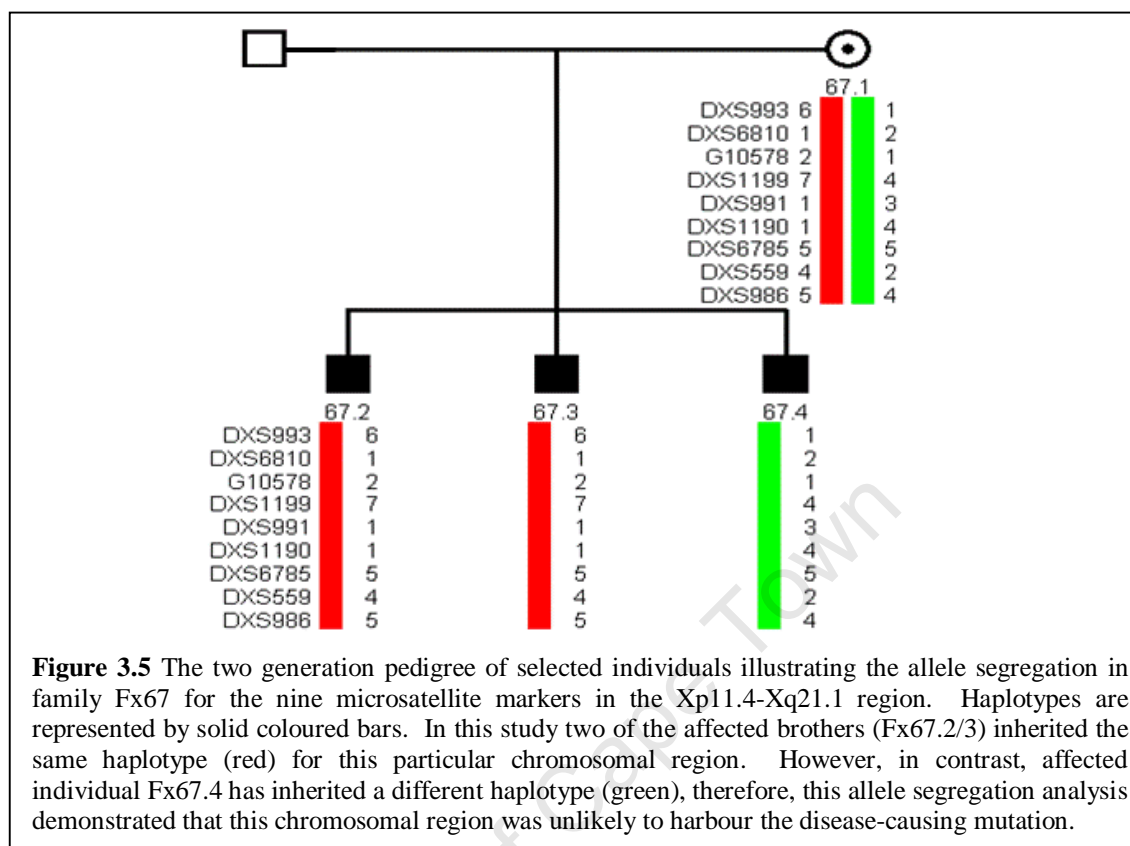 67.1
DXS993 6 1
DXS6810 1 2
G10578 2 1
DXS1199 7 4
DXS991 1 3
DXS1190 1 4
DXS6785 5 5
DXS559 4 2
DXS986 5 4
67.2 67.3 67.4
DXS993 6 6 1
DXS6810 1 1 2
G10578 2 2 1
DXS1199 7 7 4
DXS991 1 1 3
DXS1190 1 1 4
DXS6785 5 5 5
DXS559 4 4 2
DXS986 5 5 4
Figure 3.5 The two generation pedigree of selected individuals illustrating the allele segregation in
family Fx67 for the nine microsatellite markers in the Xp11.4-Xq21.1 region. Haplotypes are
represented by solid coloured bars. In this study two of the affected brothers (Fx67.2/3) inherited the
same haplotype (red) for this particular chromosomal region. However, in contrast, affected
individual Fx67.4 has inherited a different haplotype (green), therefore, this allele segregation analysis
demonstrated that this chromosomal region was unlikely to harbour the disease-causing mutation.
of Cape Town